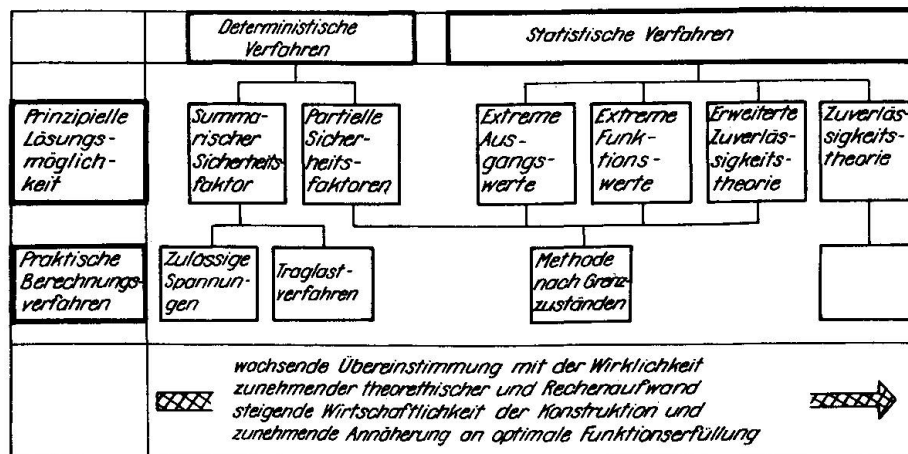 Deterministische
Verfahren
Statistische Verfahren
Prinzipielle
Lösungs-
möglich-
keit
Summa-
rischer
Sicherheits-
faktor
Partielle
Sicher-
heits-
faktoren
Extreme
Aus-
gangs-
werte
Extreme
Funk-
tions-
werte
Erweiterte
Zuverläs-
sigkeits-
theorie
Zuverläs-
sigkeits-
theorie
Praktische
Berechnungs-
verfahren
Zulässige
Spannun-
gen
Traglast-
verfahren
Methode
nach Grenz-
zuständen
wachsende Übereinstimmung mit der Wirklichkeit
zunehmender theorethischer und Rechenaufwand
steigende Wirtschaftlichkeit der Konstruktion und
zunehmende Annäherung an optimale Funktionserfüllung